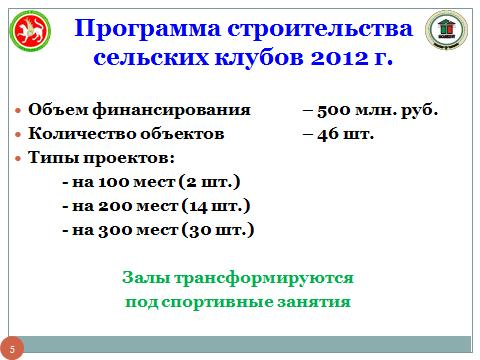 Программа строительства
сельских клубов 2012 г.
• Объем финансирования – 500 млн. руб.
• Количество объектов – 46 шт.
• Типы проектов:
- на 100 мест (2 шт.)
- на 200 мест (14 шт.)
- на 300 мест (30 шт.)
Залы трансформируются
под спортивные занятия
5